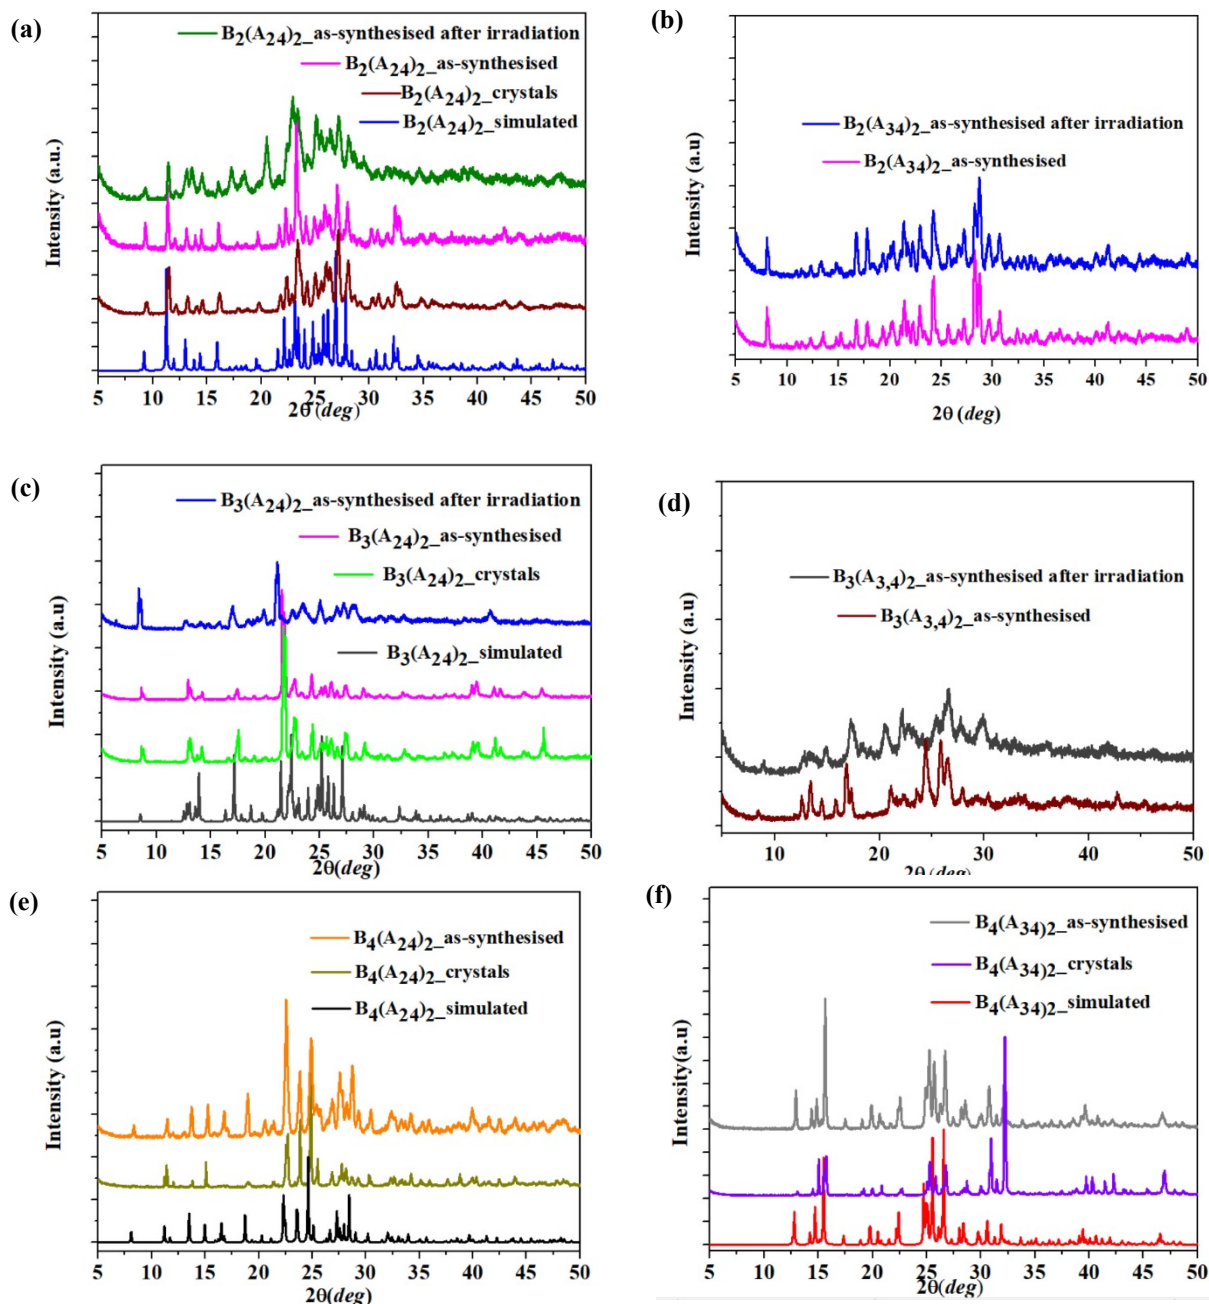 (a)
B2(A24)2_as-synthesised after irradiation
B2(A24)2_as-synthesised
B2(A24)2_crystals
B2(A24)2_simulated
Intensity (a.u.)
5 10 15 20 25 30 35 40 45 50
2θ (deg)
(b)
B2(A34)2_as-synthesised after irradiation
B2(A34)2_as-synthesised
Intensity (a.u)
5 10 15 20 25 30 35 40 45 50
2θ (deg)
(c)
B3(A24)2_as-synthesised after irradiation
B3(A24)2_as-synthesised
B3(A24)2_crystals
B3(A24)2_simulated
Intensity (a.u)
5 10 15 20 25 30 35 40 45 50
2θ(deg)
(d)
B3(A3,4)2_as-synthesised after irradiation
B3(A3,4)2_as-synthesised
Intensity (a.u)
10 20 30 40 50
2θ (deg)
(e)
B4(A24)2_as-synthesised
B4(A24)2_crystals
B4(A24)2_simulated
Intensity (a.u)
5 10 15 20 25 30 35 40 45 50
2θ(deg)
(f)
B4(A34)2_as-synthesised
B4(A34)2_crystals
B4(A34)2_simulated
Intensity(a.u)
5 10 15 20 25 30 35 40 45 50
2θ(deg)